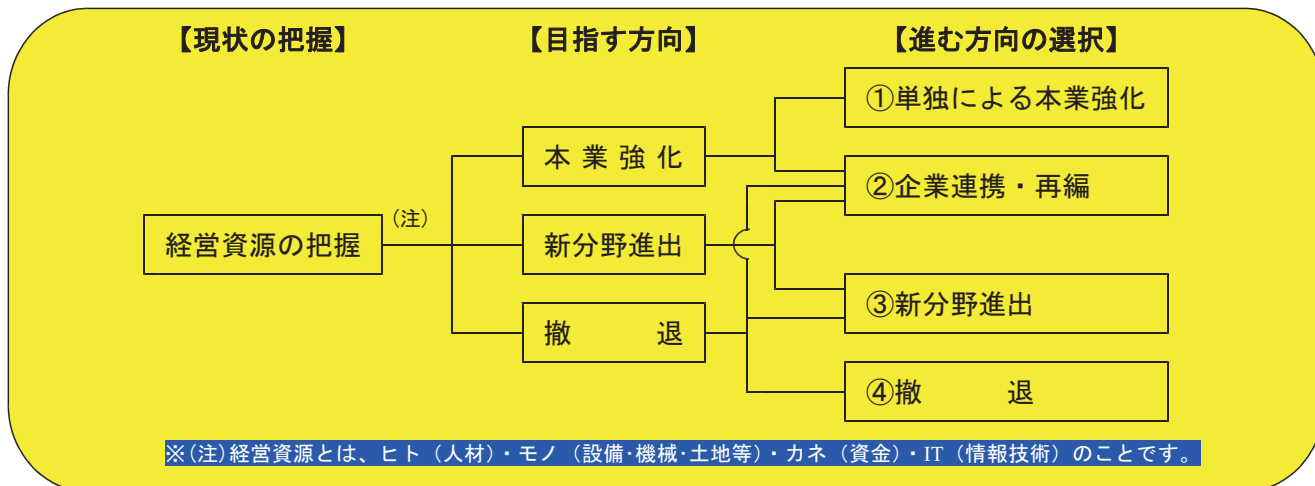 【現状の把握】
【目指す方向】
【進む方向の選択】
①単独による本業強化
本 業 強 化
②企業連携・再編
(注)
経営資源の把握
新分野進出
③新分野進出
撤　　　退
④撤　　　退
※(注)経営資源とは、ヒト（人材）・モノ（設備･機械･土地等）・カネ（資金）・IT（情報技術）のことです。